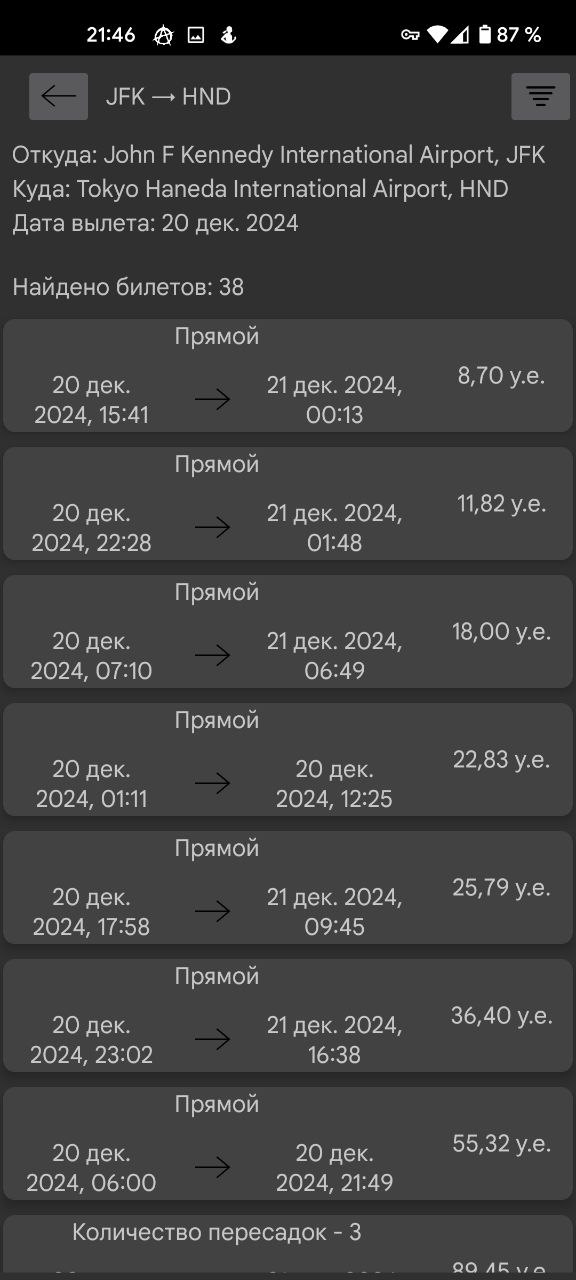 21:46
87 %
JFK → HND
Откуда: John F Kennedy International Airport, JFK
Куда: Tokyo Haneda International Airport, HND
Дата вылета: 20 дек. 2024
Найдено билетов: 38
Прямой
20 дек.
2024, 15:41
21 дек. 2024,
00:13
8,70 у.е.
Прямой
20 дек.
2024, 22:28
21 дек. 2024,
01:48
11,82 у.е.
Прямой
20 дек.
2024, 07:10
21 дек. 2024,
06:49
18,00 у.е.
Прямой
20 дек.
2024, 01:11
20 дек.
2024, 12:25
22,83 у.е.
Прямой
20 дек.
2024, 17:58
21 дек. 2024,
09:45
25,79 у.е.
Прямой
20 дек.
2024, 23:02
21 дек. 2024,
16:38
36,40 у.е.
Прямой
20 дек.
2024, 06:00
20 дек.
2024, 21:49
55,32 у.е.
Количество пересадок - 3
89,45 у.е.